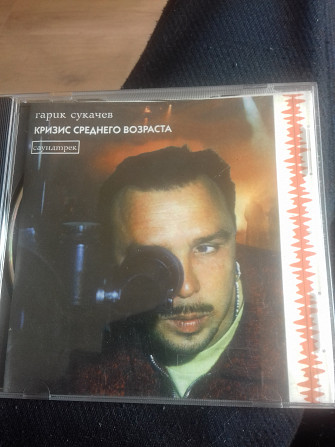 гарик сукачев
КРИЗИС СРЕДНЕГО ВОЗРАСТА
саундтрек